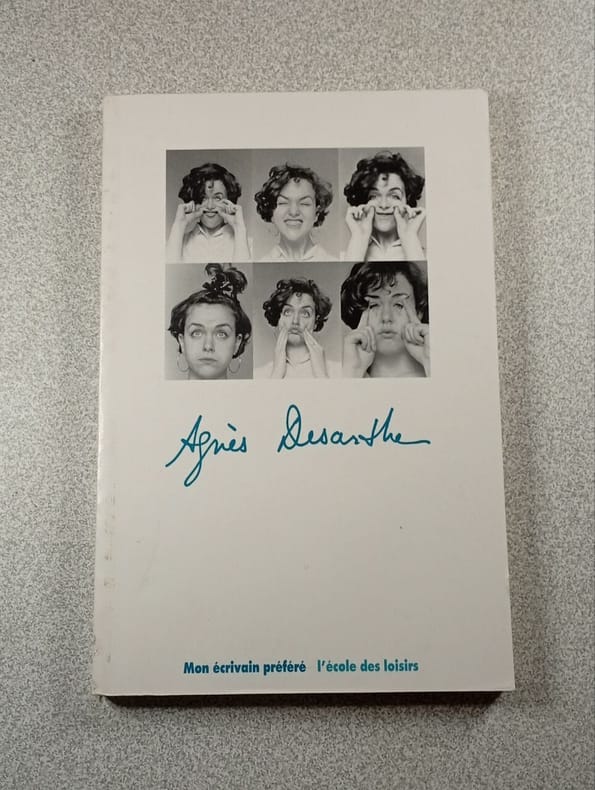 Agnès Desarthe
Mon écrivain préféré l'école des loisirs